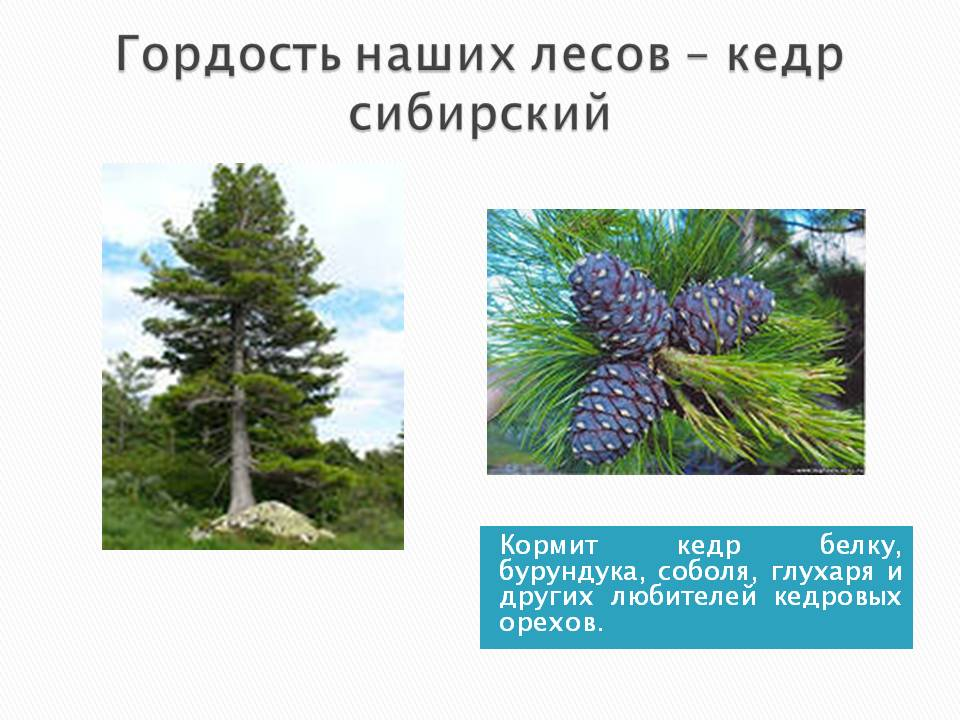 Гордость наших лесов – кедр
сибирский
Кормит кедр белку,
бурундука, соболя, глухаря и
других любителей кедровых
орехов.